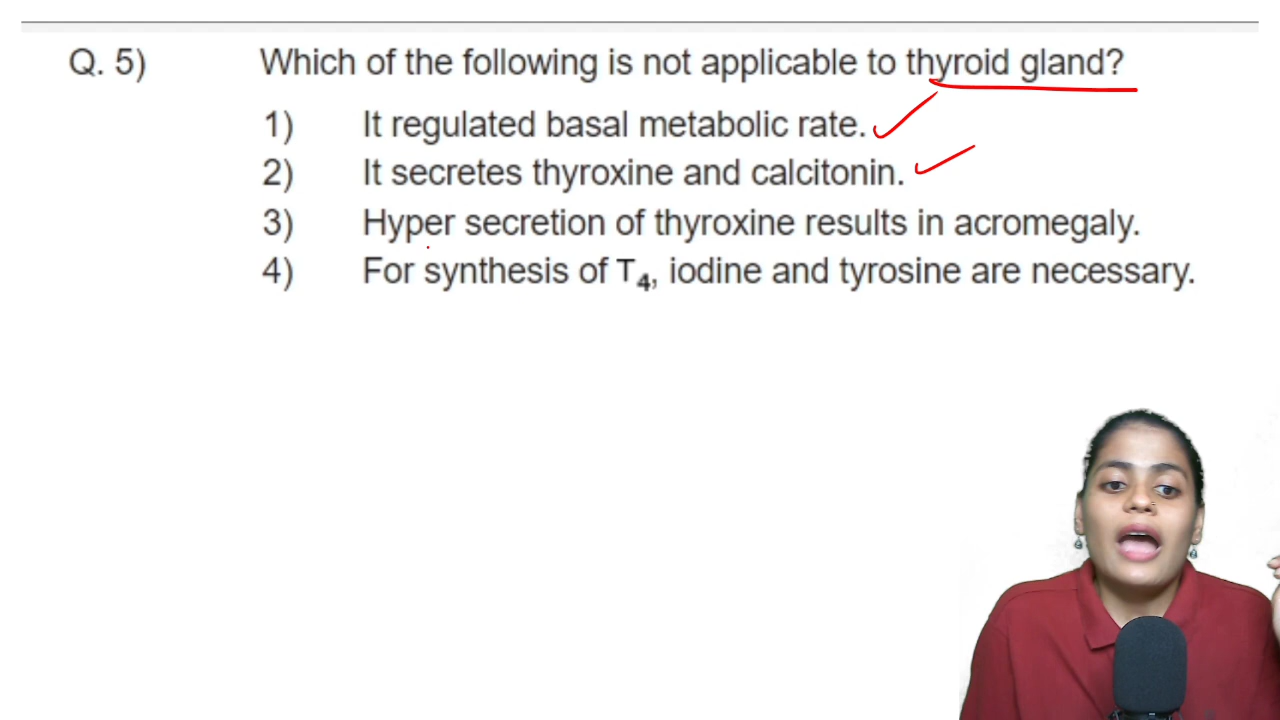 Q. 5) Which of the following is not applicable to thyroid gland?
1) It regulated basal metabolic rate.
2) It secretes thyroxine and calcitonin.
3) Hyper secretion of thyroxine results in acromegaly.
4) For synthesis of T₄, iodine and tyrosine are necessary.